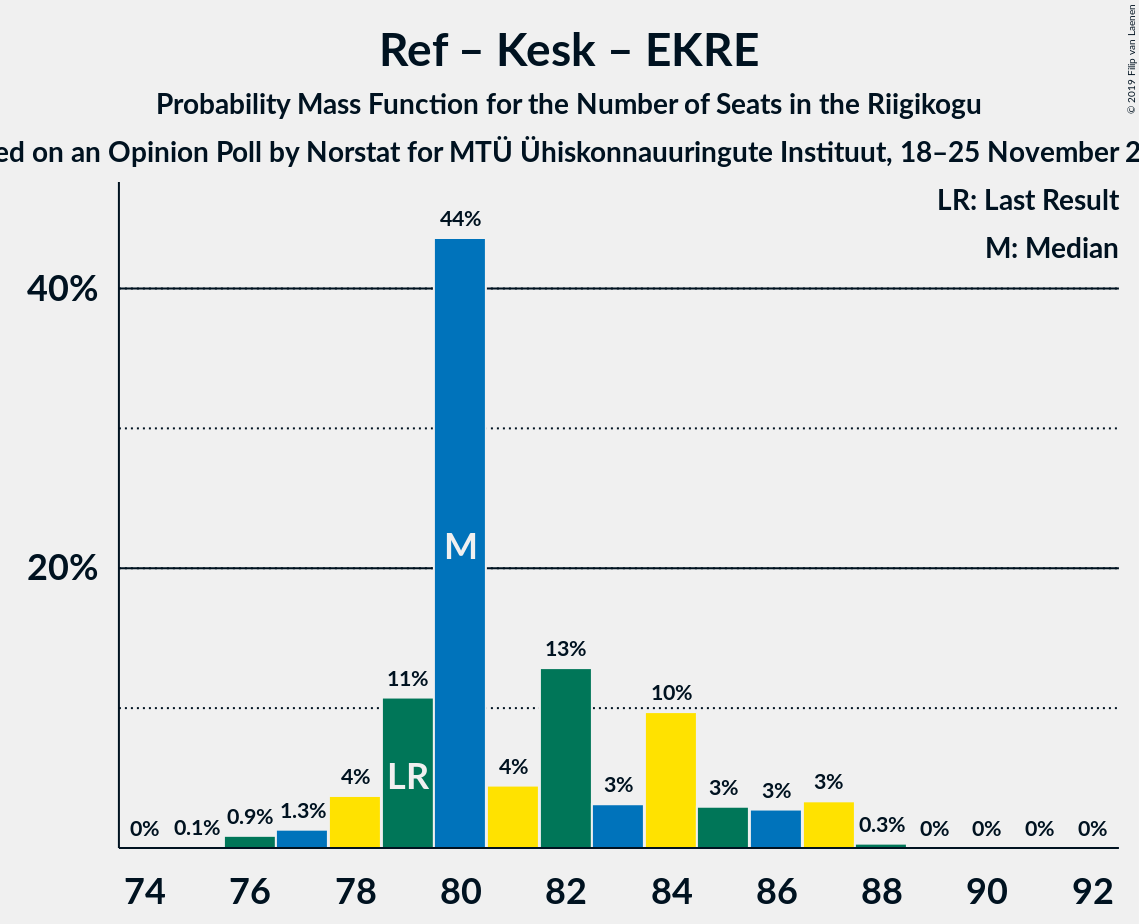 Ref – Kesk – EKRE
Probability Mass Function for the Number of Seats in the Riigikogu
ed on an Opinion Poll by Norstat for MTÜ Ühiskonnauuringute Instituut, 18–25 November 2
© 2019 Filip van Laenen
LR: Last Result
M: Median
44%
40%
M
20%
13%
11%
10%
LR
4%
4%
3%
3%
3%
3%
0%
0.1%
0.9%
1.3%
0.3%
0%
0%
0%
0%
74 76 78 80 82 84 86 88 90 92